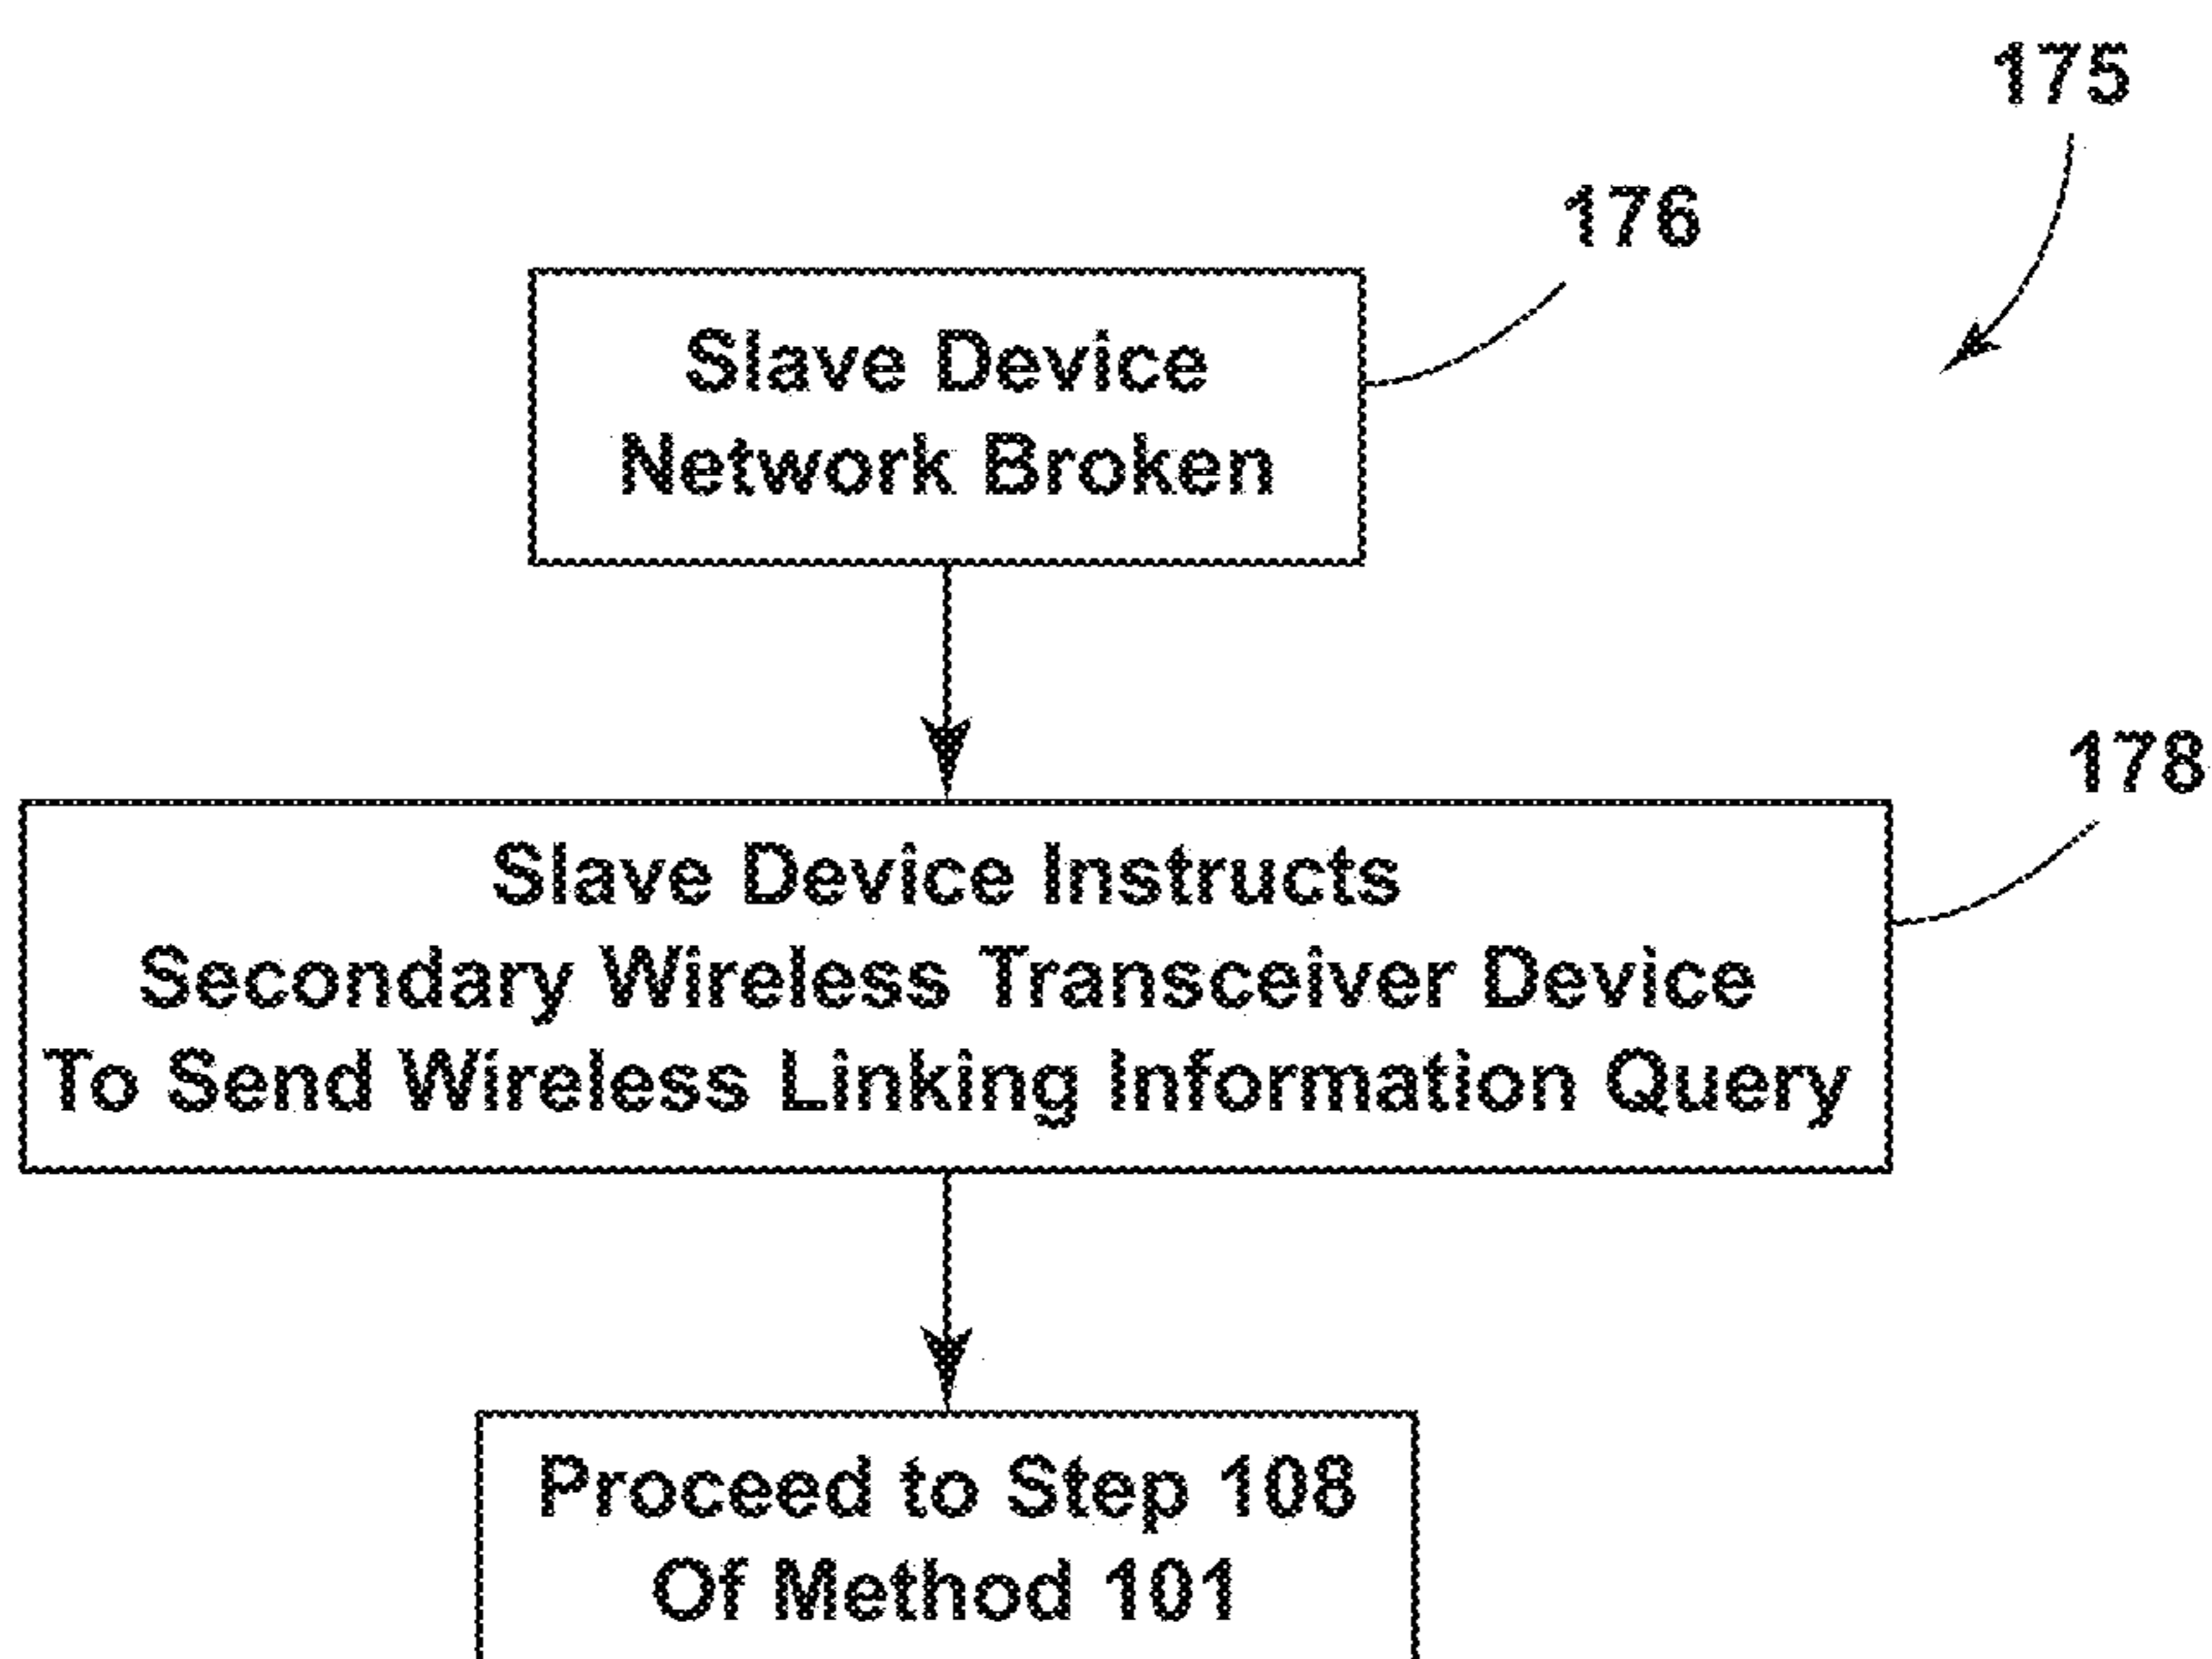 175
176
Slave Device
Network Broken
178
Slave Device Instructs
Secondary Wireless Transceiver Device
To Send Wireless Linking Information Query
Proceed to Step 108
Of Method 101